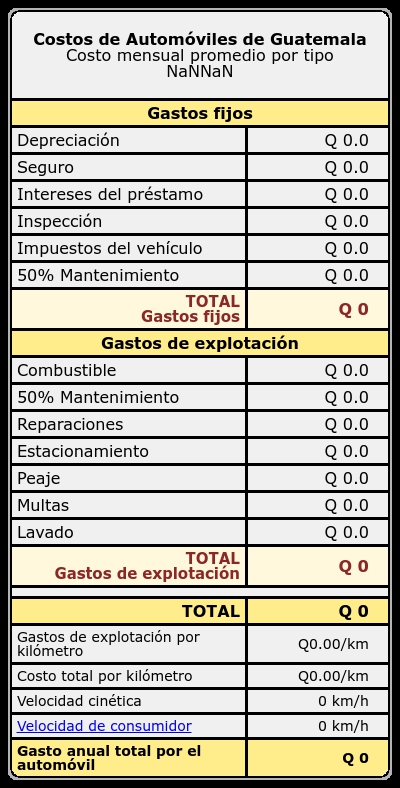 Costos de Automóviles de Guatemala
Costo mensual promedio por tipo
NaNNaN
Gastos fijos
Depreciación Q 0.0
Seguro Q 0.0
Intereses del préstamo Q 0.0
Inspección Q 0.0
Impuestos del vehículo Q 0.0
50% Mantenimiento Q 0.0
TOTAL
Gastos fijos Q 0
Gastos de explotación
Combustible Q 0.0
50% Mantenimiento Q 0.0
Reparaciones Q 0.0
Estacionamiento Q 0.0
Peaje Q 0.0
Multas Q 0.0
Lavado Q 0.0
TOTAL
Gastos de explotación Q 0
TOTAL Q 0
Gastos de explotación por
kilómetro Q0.00/km
Costo total por kilómetro Q0.00/km
Velocidad cinética 0 km/h
Velocidad de consumidor 0 km/h
Gasto anual total por el
automóvil Q 0